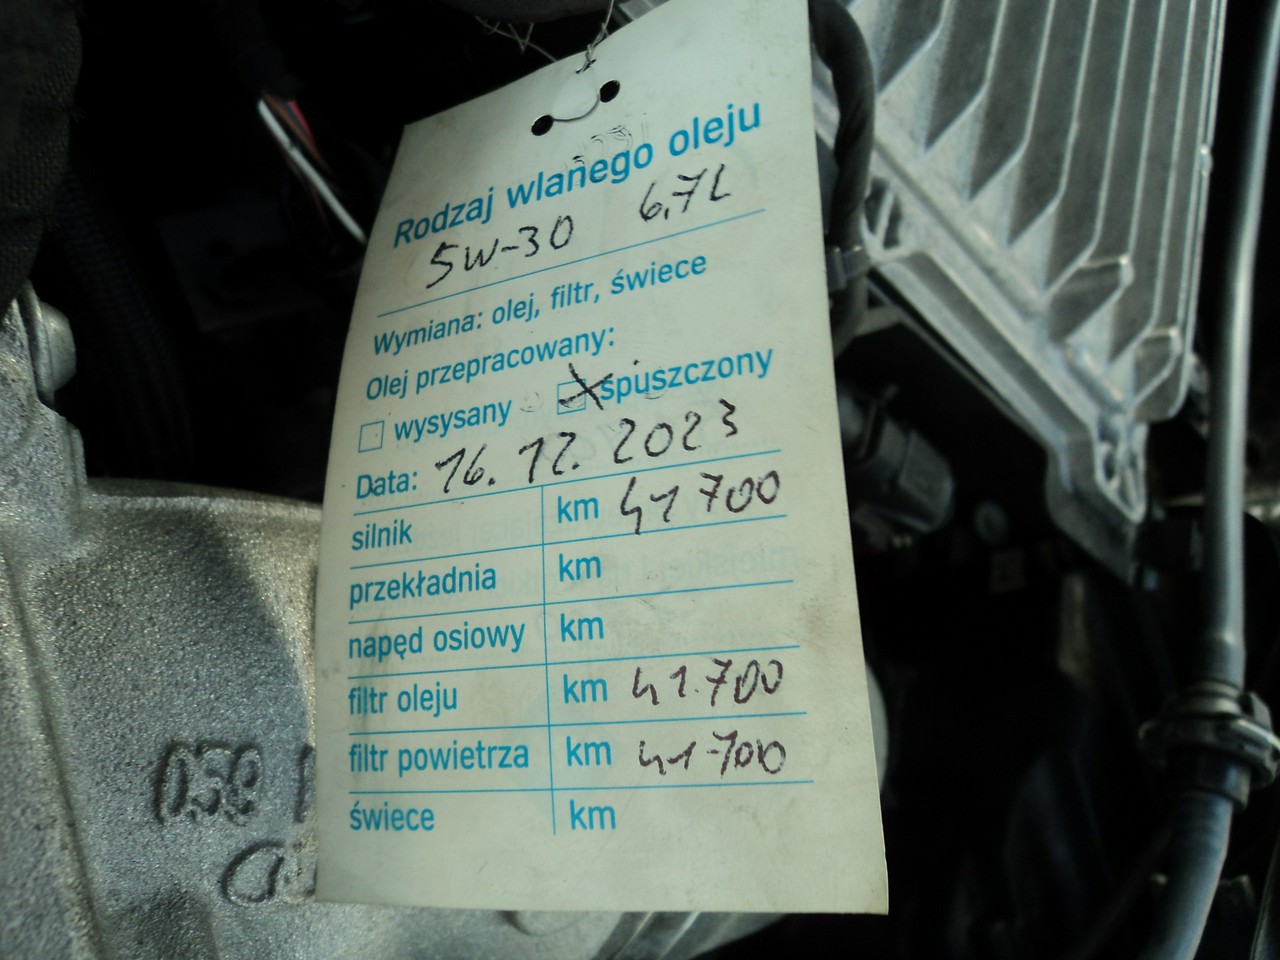 Rodzaj wlanego oleju
5W-30 6,7L
Wymiana: olej, filtr, świece
Olej przepracowany:
wysysany spuszczony
Data: 16.12.2023
silnik km 41 700
przekładnia km
napęd osiowy km
filtr oleju km 41.700
filtr powietrza km 41-700
świece km
059